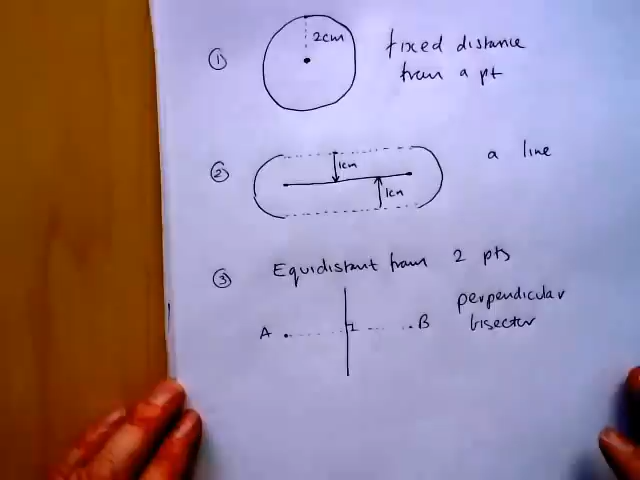 ① 2cm fixed distance
from a pt
② 1cm a line
1cm
③ Equidistant from 2 pts
perpendicular
A B bisector